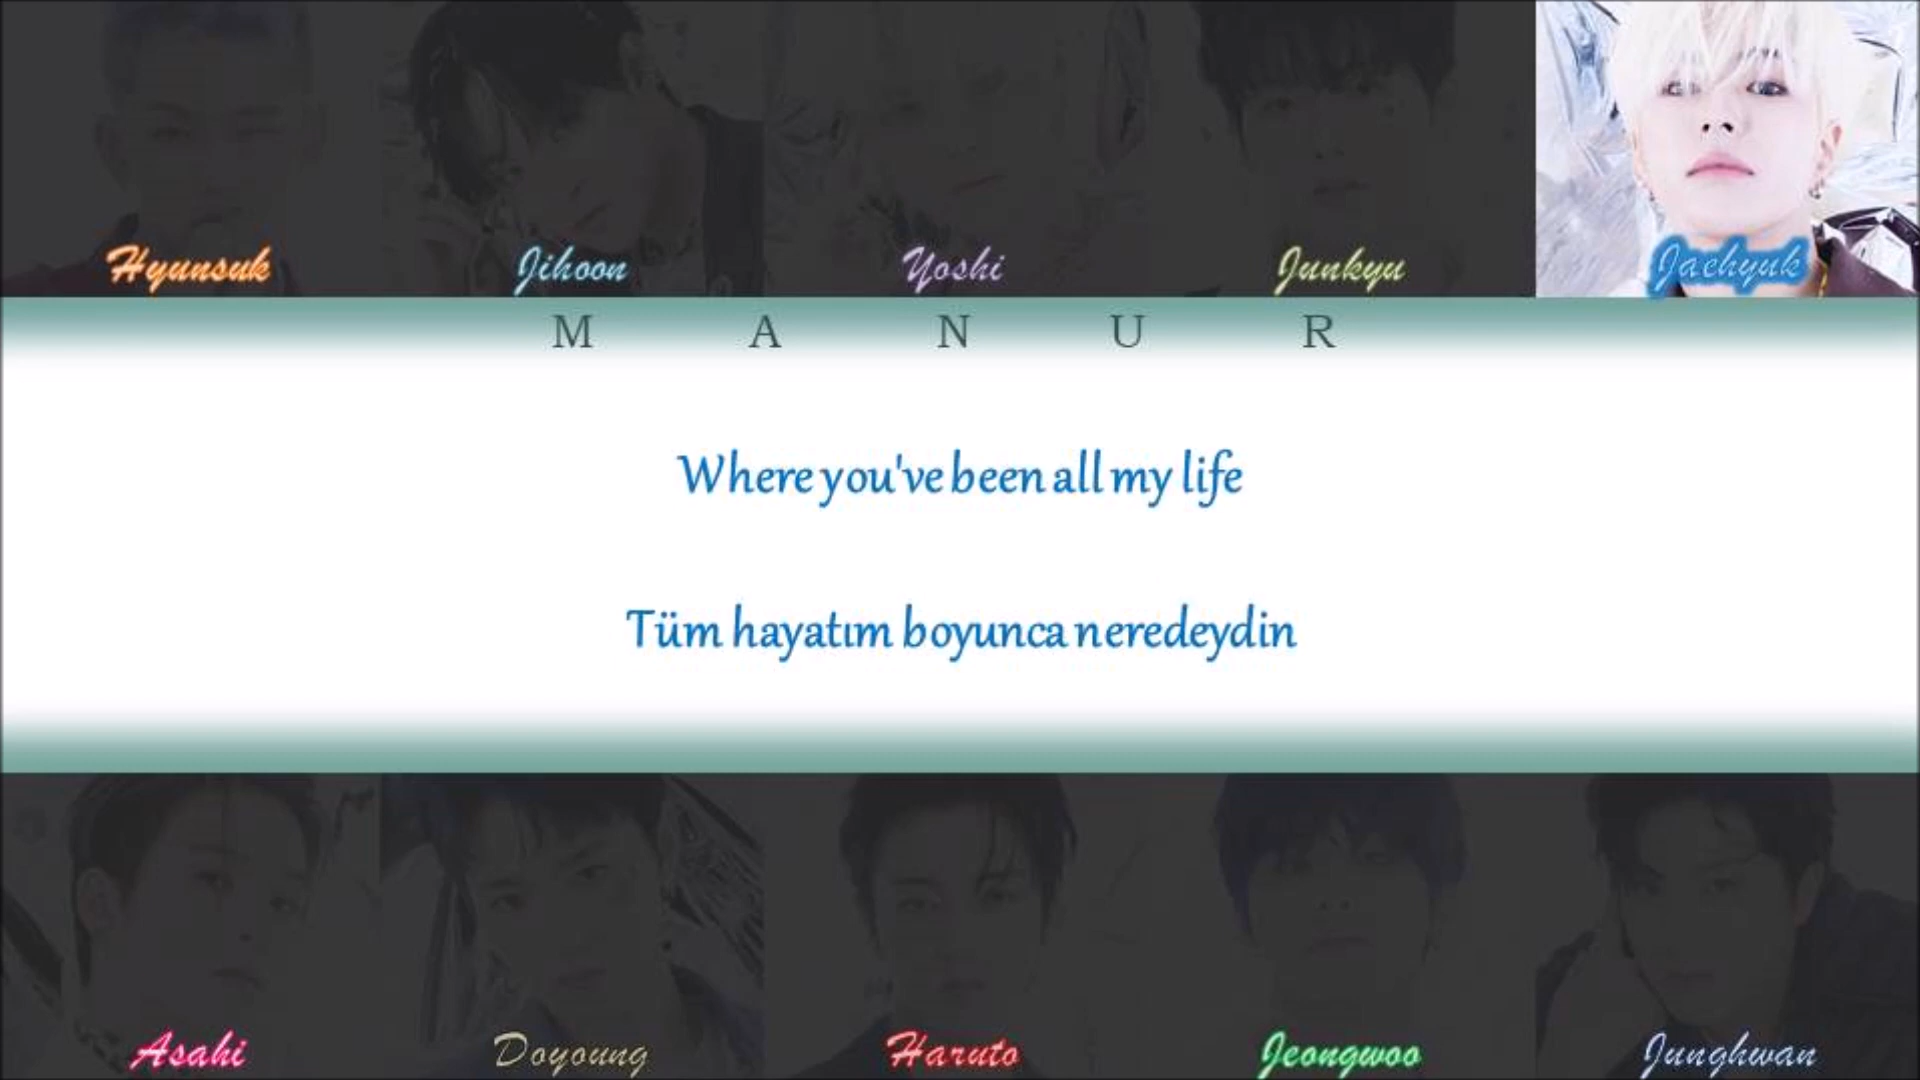 Hyunsuk Jihoon Yoshi Junkyu Jaehyuk
M A N U R
Where you've been all my life
Tüm hayatım boyunca neredeydin
Asahi Doyoung Haruto Jeongwoo Junghwan